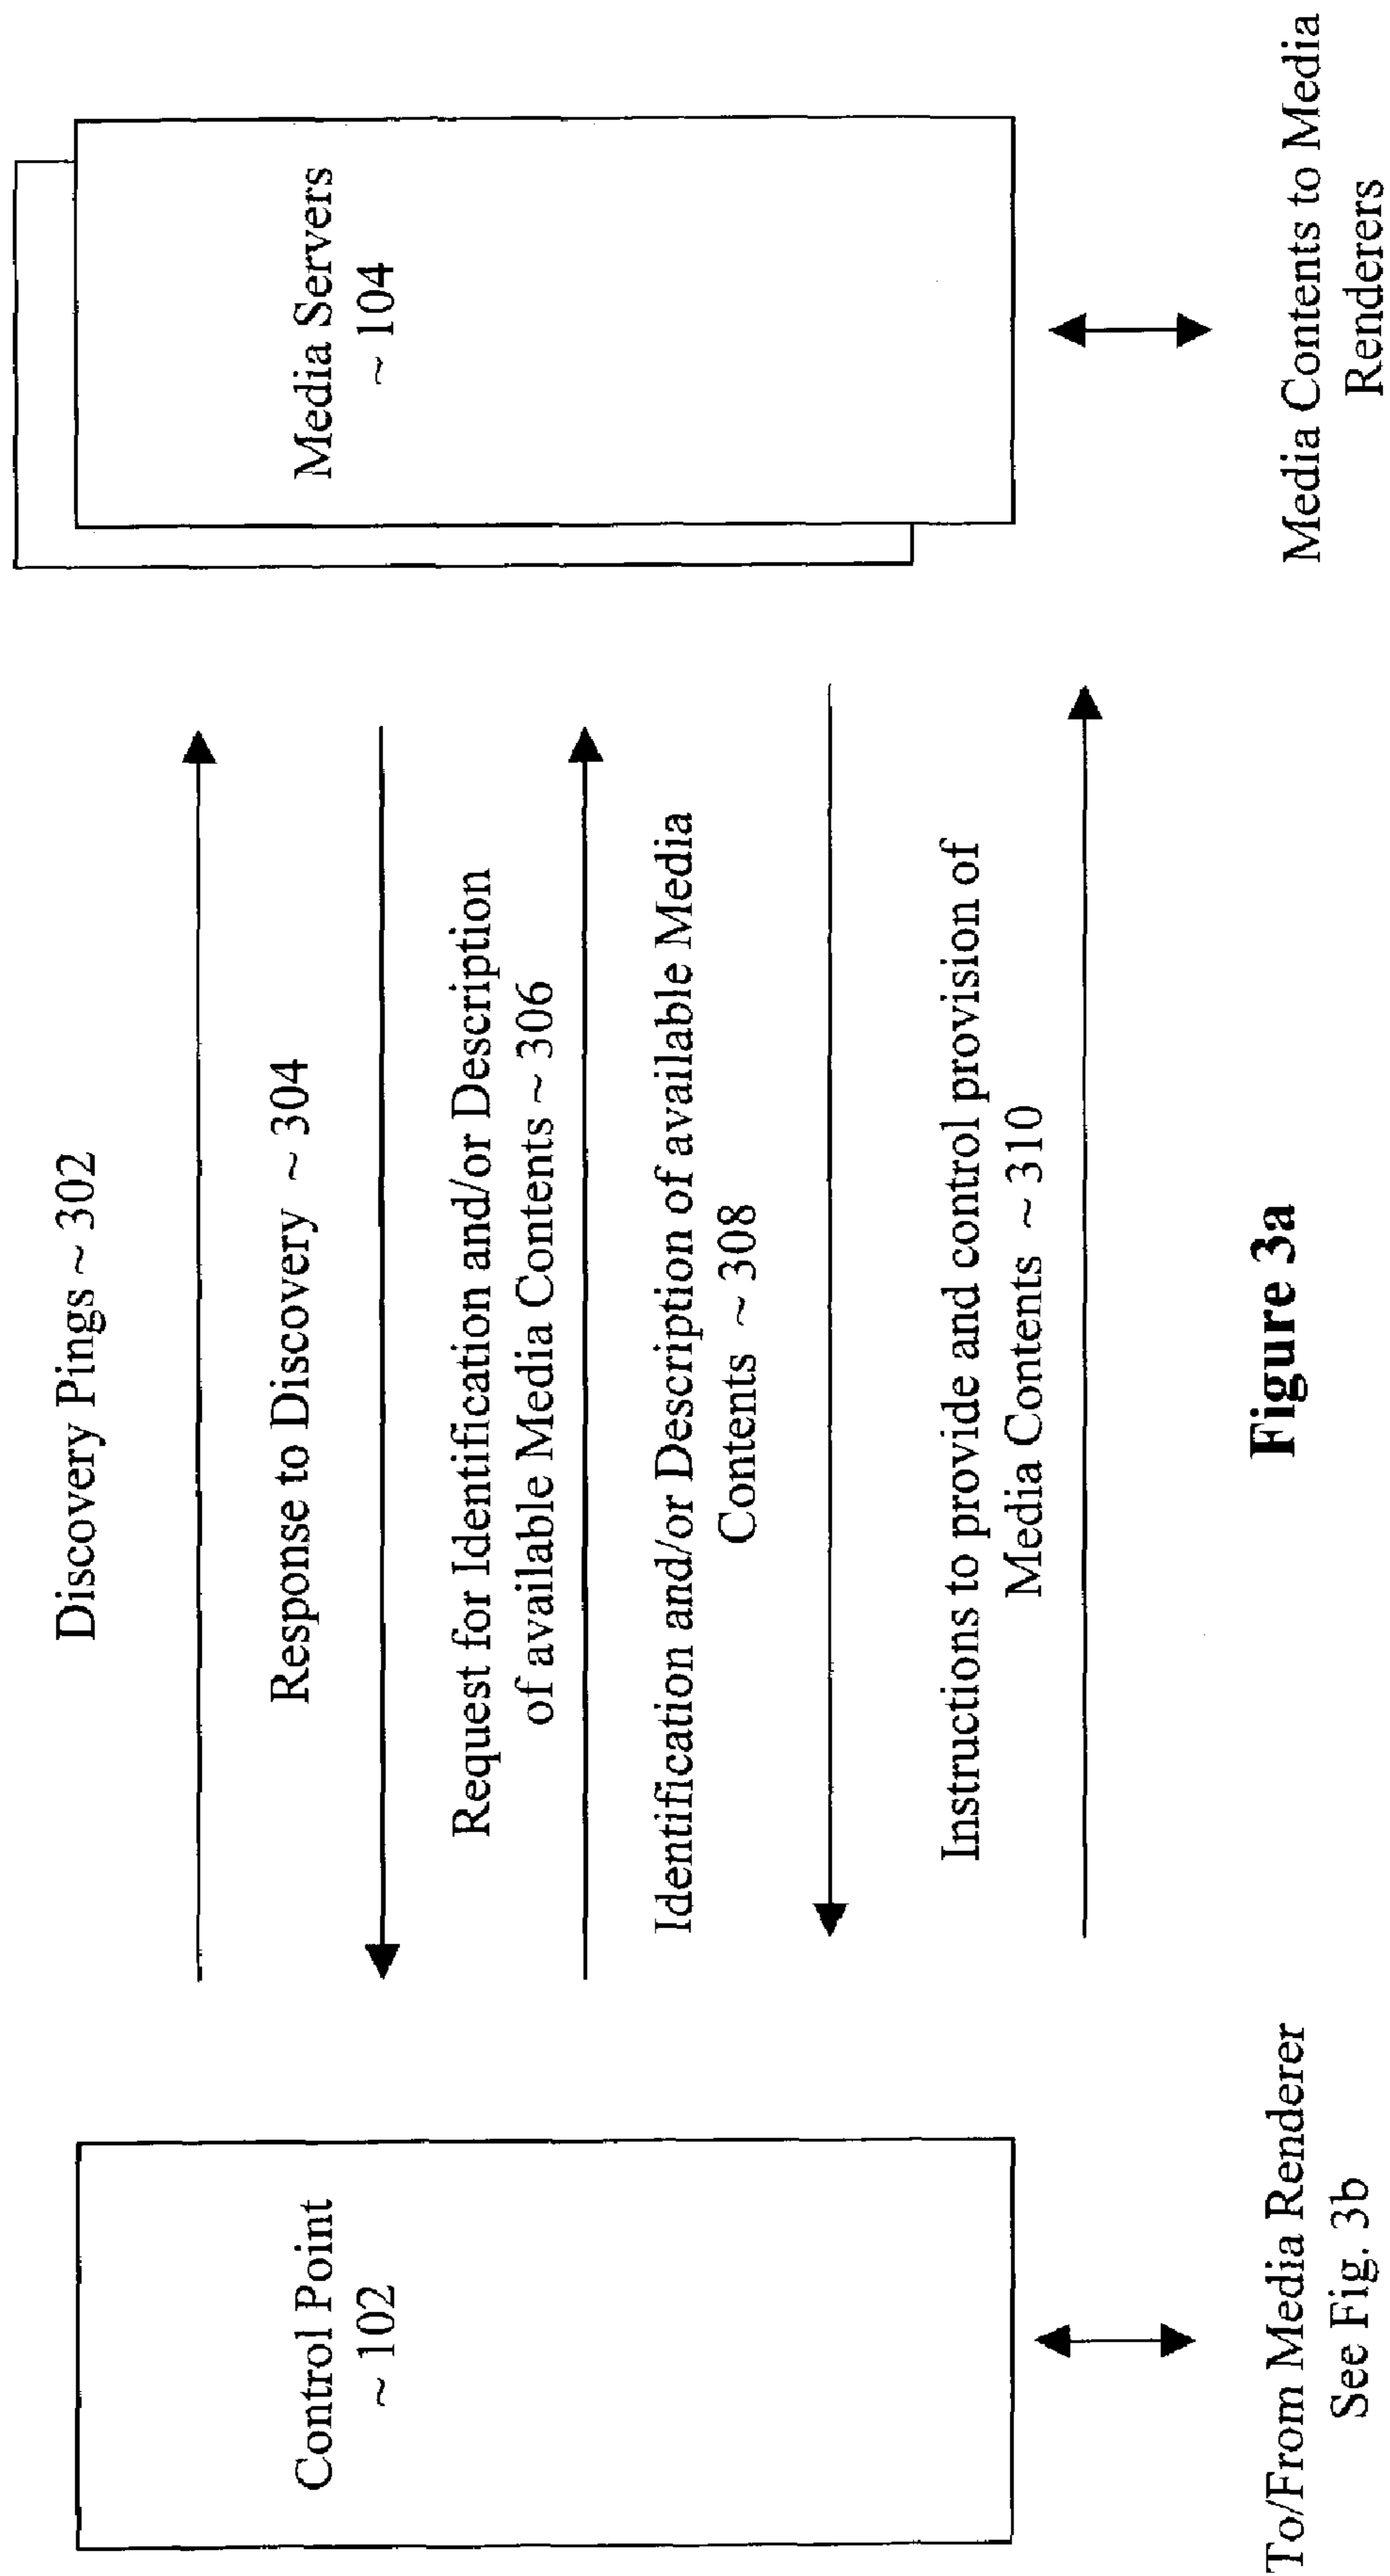 Discovery Pings ~ 302
Control Point
~ 102
Media Servers
~ 104
Response to Discovery ~ 304
Request for Identification and/or Description
of available Media Contents ~ 306
Identification and/or Description of available Media
Contents ~ 308
Instructions to provide and control provision of
Media Contents ~ 310
To/From Media Renderer
See Fig. 3b
Media Contents to Media
Renderers
Figure 3a